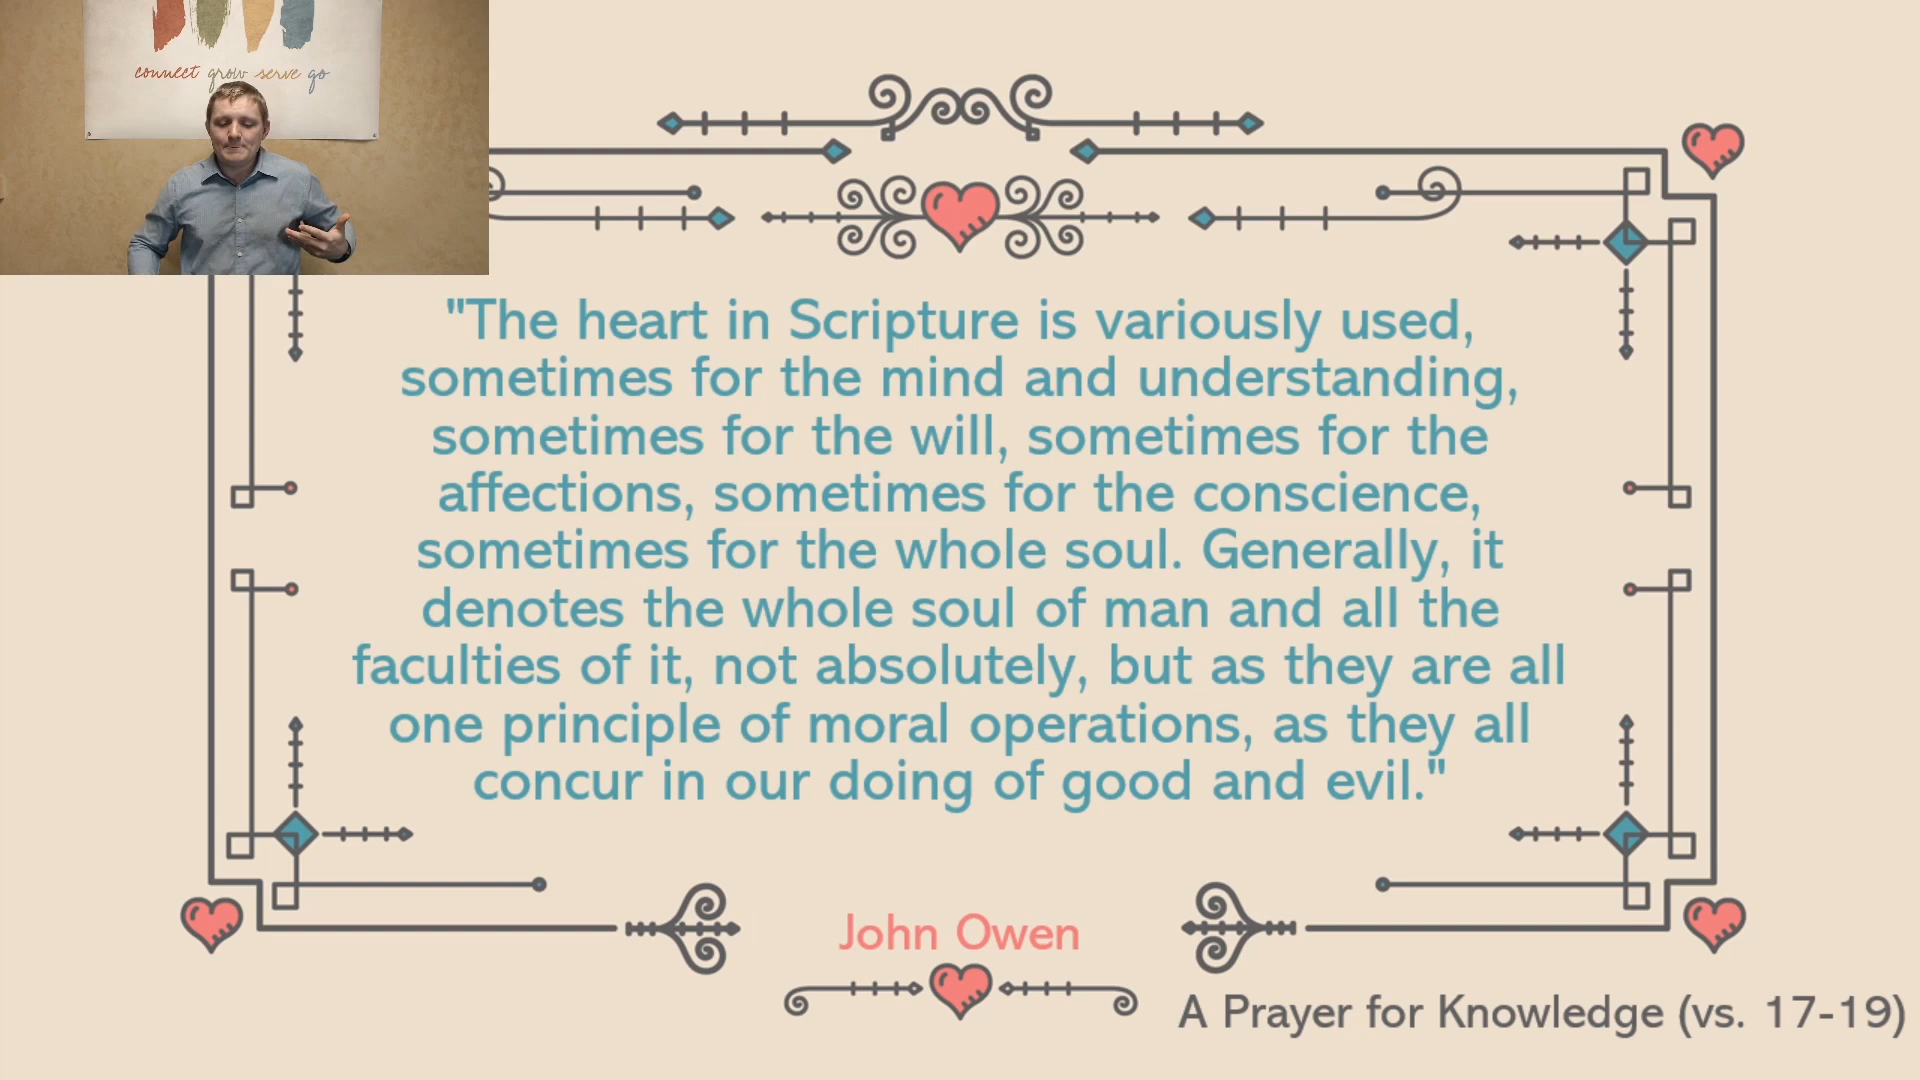 connect grow serve go
"The heart in Scripture is variously used,
sometimes for the mind and understanding,
sometimes for the will, sometimes for the
affections, sometimes for the conscience,
sometimes for the whole soul. Generally, it
denotes the whole soul of man and all the
faculties of it, not absolutely, but as they are all
one principle of moral operations, as they all
concur in our doing of good and evil."
John Owen
A Prayer for Knowledge (vs. 17-19)